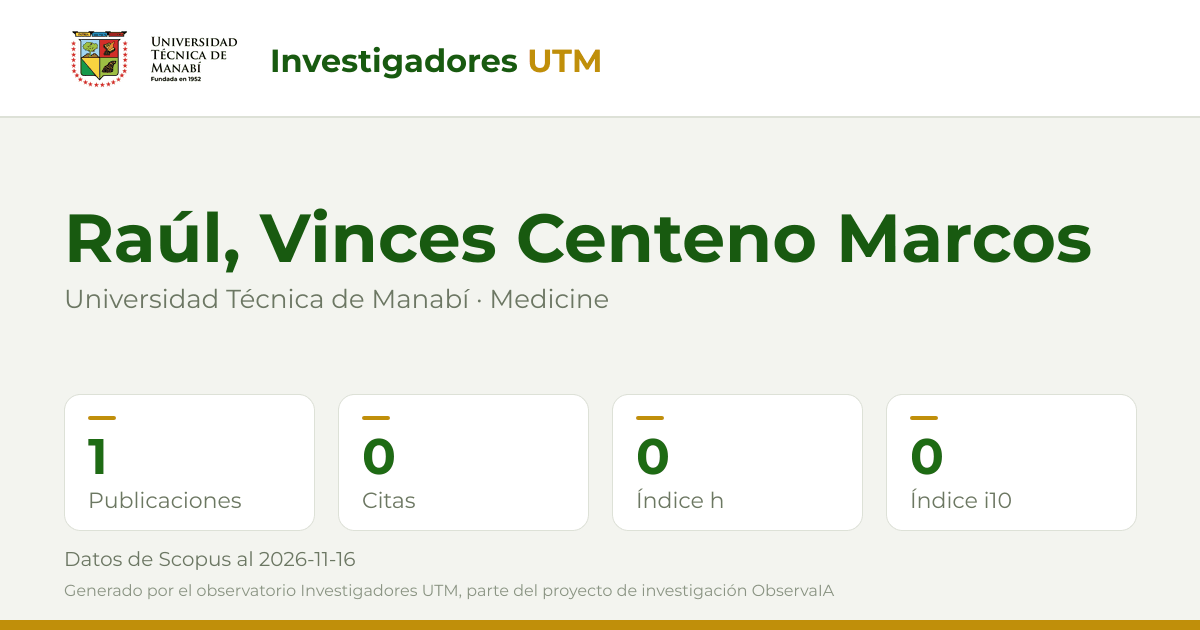 UNIVERSIDAD
TÉCNICA DE
MANABÍ
Fundada en 1952
Investigadores UTM
Raúl, Vinces Centeno Marcos
Universidad Técnica de Manabí · Medicine
1
Publicaciones
0
Citas
0
Índice h
0
Índice i10
Datos de Scopus al 2026-11-16
Generado por el observatorio Investigadores UTM, parte del proyecto de investigación ObservaIA